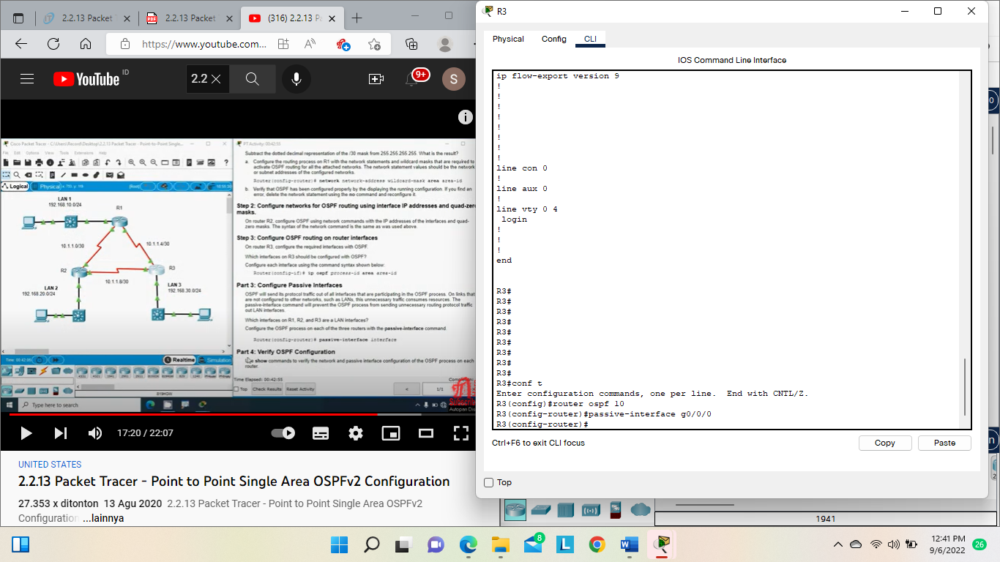 2.2.13 Packet
2.2.13 Packet
(316) 2.2.13 P
https://www.youtube.com...
YouTube ID
2.2
9+
S
Cisco Packet Tracer - C:\Users\Record\Desktop\2.2.13 Packet Tracer - Point-to-Point Single...
File Edit Options View Tools Extensions Help
Logical
Physical
[Root]
LAN 1
192.168.10.0/24
R1
10.1.1.0/30
10.1.1.4/30
R2
R3
10.1.1.8/30
LAN 2
192.168.20.0/24
LAN 3
192.168.30.0/24
Time: 00:42:55
Realtime
Simulation
PT Activity: 00:42:55
Subtract the dotted decimal representation of the /30 mask from 255.255.255.255. What is the result?
a. Configure the routing process on R1 with the network statements and wildcard masks that are required to
activate OSPF routing for all the attached networks. The network statement values should be the network
or subnet addresses of the configured networks.
Router(config-router)# network network-address wildcard-mask area area-id
b. Verify that OSPF has been configured properly by the displaying the running configuration. If you find an
error, delete the network statement using the no command and reconfigure it.
Step 2: Configure networks for OSPF routing using interface IP addresses and quad-zero
masks.
On router R2, configure OSPF using network commands with the IP addresses of the interfaces and quad-
zero masks. The syntax of the network command is the same as was used above.
Step 3: Configure OSPF routing on router interfaces
On router R3, configure the required interfaces with OSPF.
Which interfaces on R3 should be configured with OSPF?
Configure each interface using the command syntax shown below:
Router(config-if)# ip ospf process-id area area-id
Part 3: Configure Passive Interfaces
OSPF will send its protocol traffic out of all interfaces that are participating in the OSPF process. On links that
are not configured to other networks, such as LANs, this unnecessary traffic consumes resources. The
passive-interface command will prevent the OSPF process from sending unnecessary routing protocol traffic
out LAN interfaces.
Which interfaces on R1, R2, and R3 are a LAN interfaces?
Configure the OSPF process on each of the three routers with the passive-interface command.
Router(config-router)# passive-interface interface
Part 4: Verify OSPF Configuration
Use show commands to verify the network and passive interface configuration of the OSPF process on each
router.
Time Elapsed: 00:42:55
Top
Check Results
Reset Activity
<
1/1
Type here to search
17:20 / 22:07
UNITED STATES
2.2.13 Packet Tracer - Point to Point Single Area OSPFv2 Configuration
27.353 x ditonton 13 Agu 2020 2.2.13 Packet Tracer - Point to Point Single Area OSPFv2
Configuration ...lainnya
R3
Physical
Config
CLI
IOS Command Line Interface
ip flow-export version 9
!
!
!
!
!
!
!
!
line con 0
!
line aux 0
!
line vty 0 4
login
!
!
!
end
R3#
R3#
R3#
R3#
R3#
R3#
R3#
R3#
R3#
R3#conf t
Enter configuration commands, one per line. End with CNTL/Z.
R3(config)#router ospf 10
R3(config-router)#passive-interface g0/0/0
R3(config-router)#
Ctrl+F6 to exit CLI focus
Copy
Paste
Top
1941
8
12:41 PM
9/6/2022
26